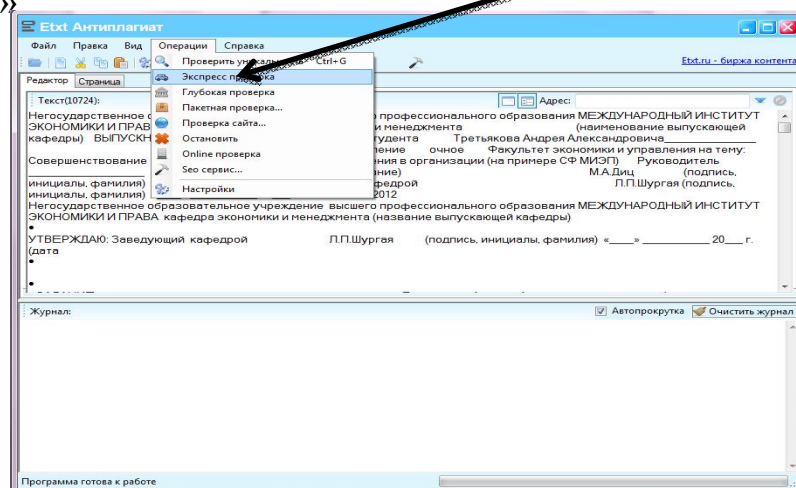 »
Etxt Антиплагиат
Файл Правка Вид Операции Справка
Проверить Ctrl+G
Etxt.ru - биржа контента
Экспресс проверка
Редактор Страница
Глубокая проверка
Пакетная проверка...
Проверка сайта...
Остановить
Online проверка
Seo сервис...
Настройки
Текст(10724): Адрес:
Негосударственное профессионального образования МЕЖДУНАРОДНЫЙ ИНСТИТУТ
ЭКОНОМИКИ И ПРАВ и менеджмента (наименование выпускающей
кафедры) ВЫПУСКН тудента Третьякова Андрея Александровича
ление очное Факультет экономики и управления на тему:
Совершенствование ния в организации (на примере СФ МИЭП) Руководитель
ние) М.А.Диц (подпись,
инициалы, фамилия) федрой Л.П.Шургая (подпись,
инициалы, фамилия) 2012
Негосударственное образовательное учреждение высшего профессионального образования МЕЖДУНАРОДНЫЙ ИНСТИТУТ
ЭКОНОМИКИ И ПРАВА кафедра экономики и менеджмента (название выпускающей кафедры)
•
УТВЕРЖДАЮ: Заведующий кафедрой Л.П.Шургая (подпись, инициалы, фамилия) «____» __________ 20___ г.
(дата
•
•
Журнал: Автопрокрутка Очистить журнал
Программа готова к работе